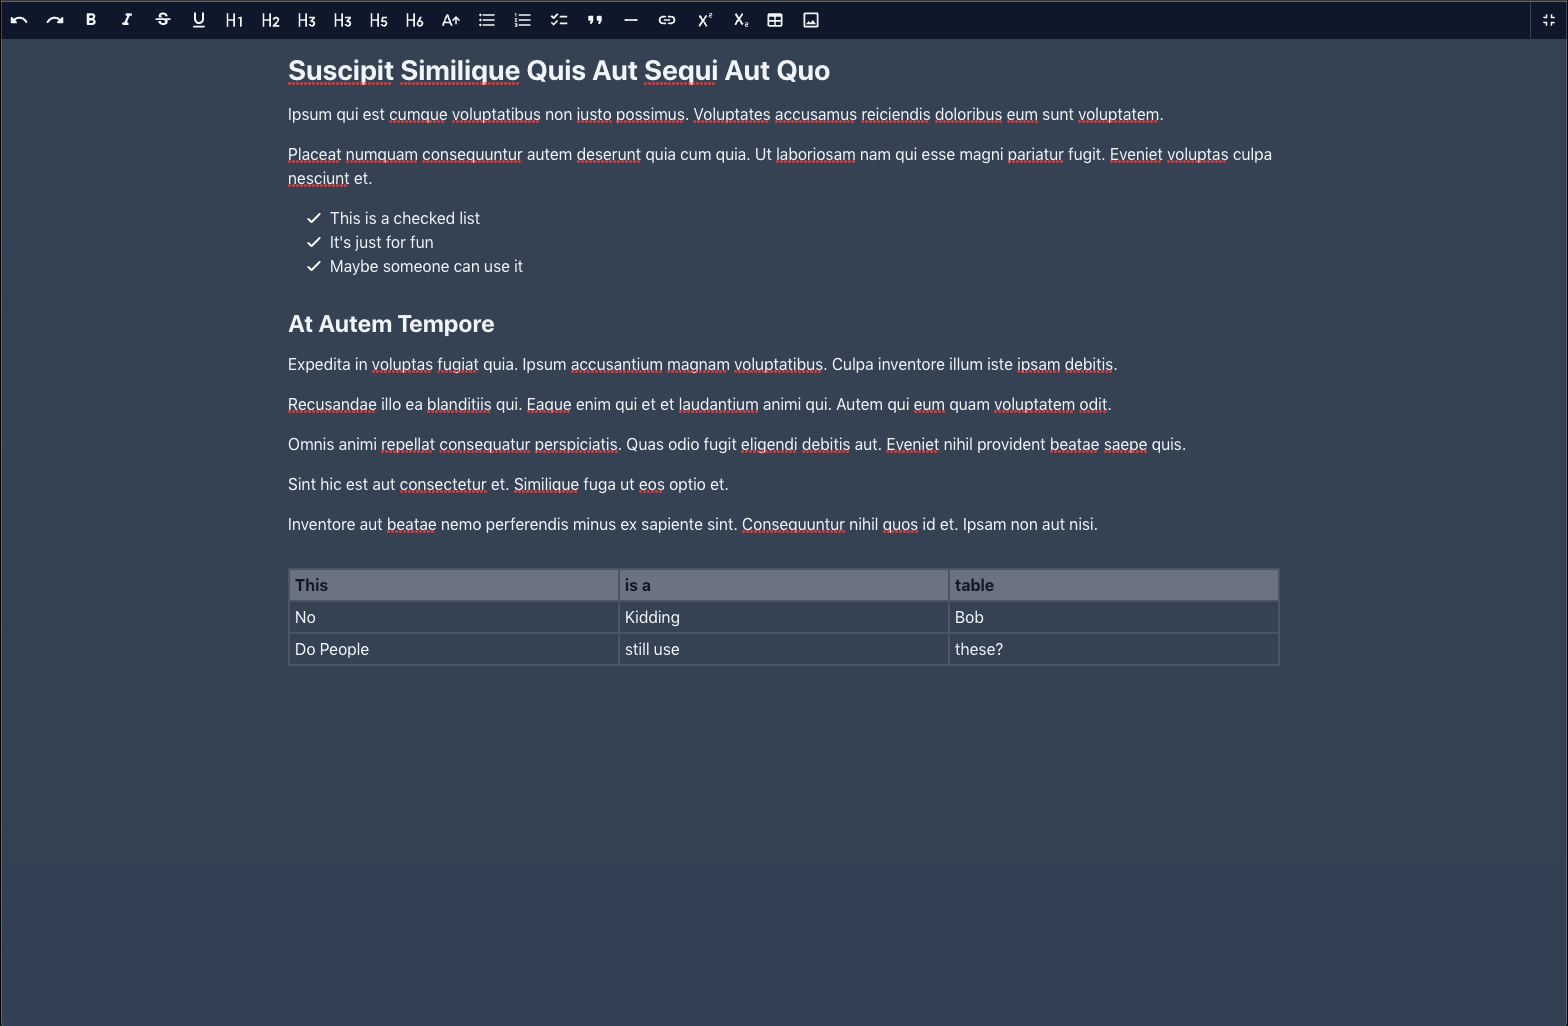 B I S U H1 H2 H3 H3 H5 H6 A X² X₂
Suscipit Similique Quis Aut Sequi Aut Quo
Ipsum qui est cumque voluptatibus non iusto possimus. Voluptates accusamus reiciendis doloribus eum sunt voluptatem.
Placeat numquam consequuntur autem deserunt quia cum quia. Ut laboriosam nam qui esse magni pariatur fugit. Eveniet voluptas culpa
nesciunt et.
This is a checked list
It's just for fun
Maybe someone can use it
At Autem Tempore
Expedita in voluptas fugiat quia. Ipsum accusantium magnam voluptatibus. Culpa inventore illum iste ipsam debitis.
Recusandae illo ea blanditiis qui. Eaque enim qui et et laudantium animi qui. Autem qui eum quam voluptatem odit.
Omnis animi repellat consequatur perspiciatis. Quas odio fugit eligendi debitis aut. Eveniet nihil provident beatae saepe quis.
Sint hic est aut consectetur et. Similique fuga ut eos optio et.
Inventore aut beatae nemo perferendis minus ex sapiente sint. Consequuntur nihil quos id et. Ipsam non aut nisi.
This is a table
No Kidding Bob
Do People still use these?